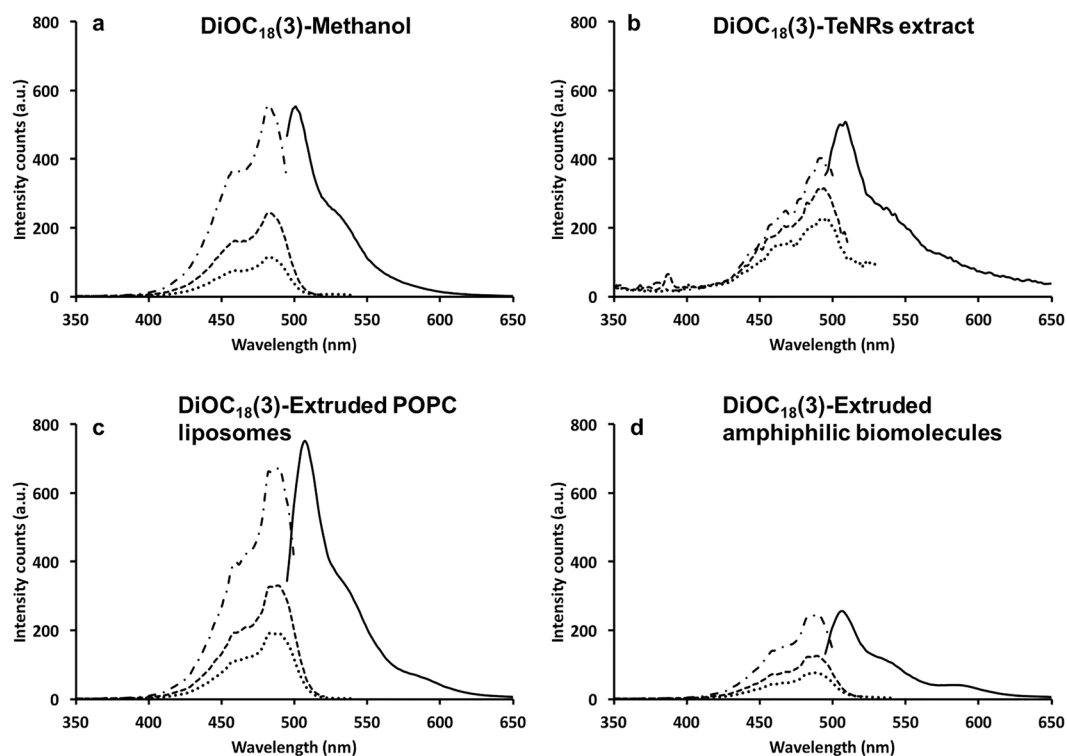 a
DiOC18(3)-Methanol
800
600
400
200
0
350 400 450 500 550 600 650
Intensity counts (a.u.)
Wavelength (nm)
b
DiOC18(3)-TeNRs extract
800
600
400
200
0
350 400 450 500 550 600 650
Intensity counts (a.u.)
Wavelength (nm)
c
DiOC18(3)-Extruded POPC
liposomes
800
600
400
200
0
350 400 450 500 550 600 650
Intensity counts (a.u.)
Wavelength (nm)
d
DiOC18(3)-Extruded
amphiphilic biomolecules
800
600
400
200
0
350 400 450 500 550 600 650
Intensity counts (a.u.)
Wavelength (nm)